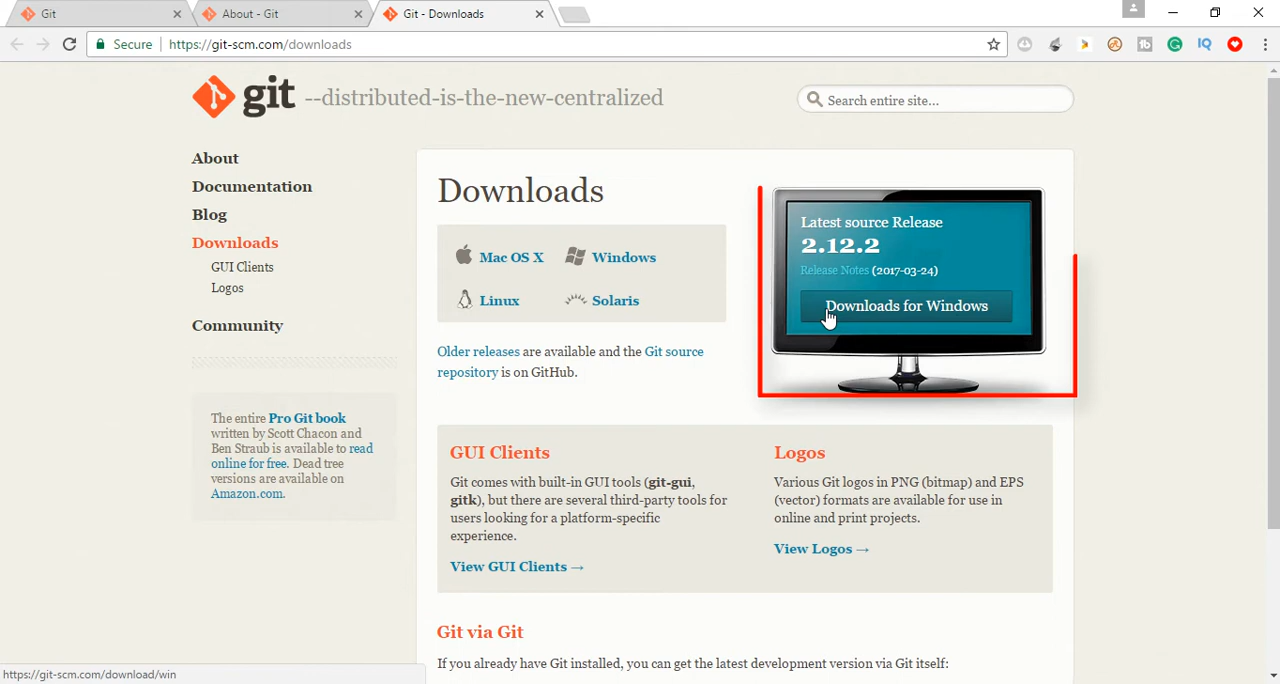 Git
About - Git
Git - Downloads
Secure
https://git-scm.com/downloads
git --distributed-is-the-new-centralized
Search entire site...
About
Documentation
Blog
Downloads
GUI Clients
Logos
Community
The entire Pro Git book
written by Scott Chacon and
Ben Straub is available to read
online for free. Dead tree
versions are available on
Amazon.com.
Downloads
Mac OS X
Windows
Linux
Solaris
Older releases are available and the Git source
repository is on GitHub.
Latest source Release
2.12.2
Release Notes (2017-03-24)
Downloads for Windows
GUI Clients
Git comes with built-in GUI tools (git-gui,
gitk), but there are several third-party tools for
users looking for a platform-specific
experience.
View GUI Clients →
Logos
Various Git logos in PNG (bitmap) and EPS
(vector) formats are available for use in
online and print projects.
View Logos →
Git via Git
If you already have Git installed, you can get the latest development version via Git itself:
https://git-scm.com/download/win